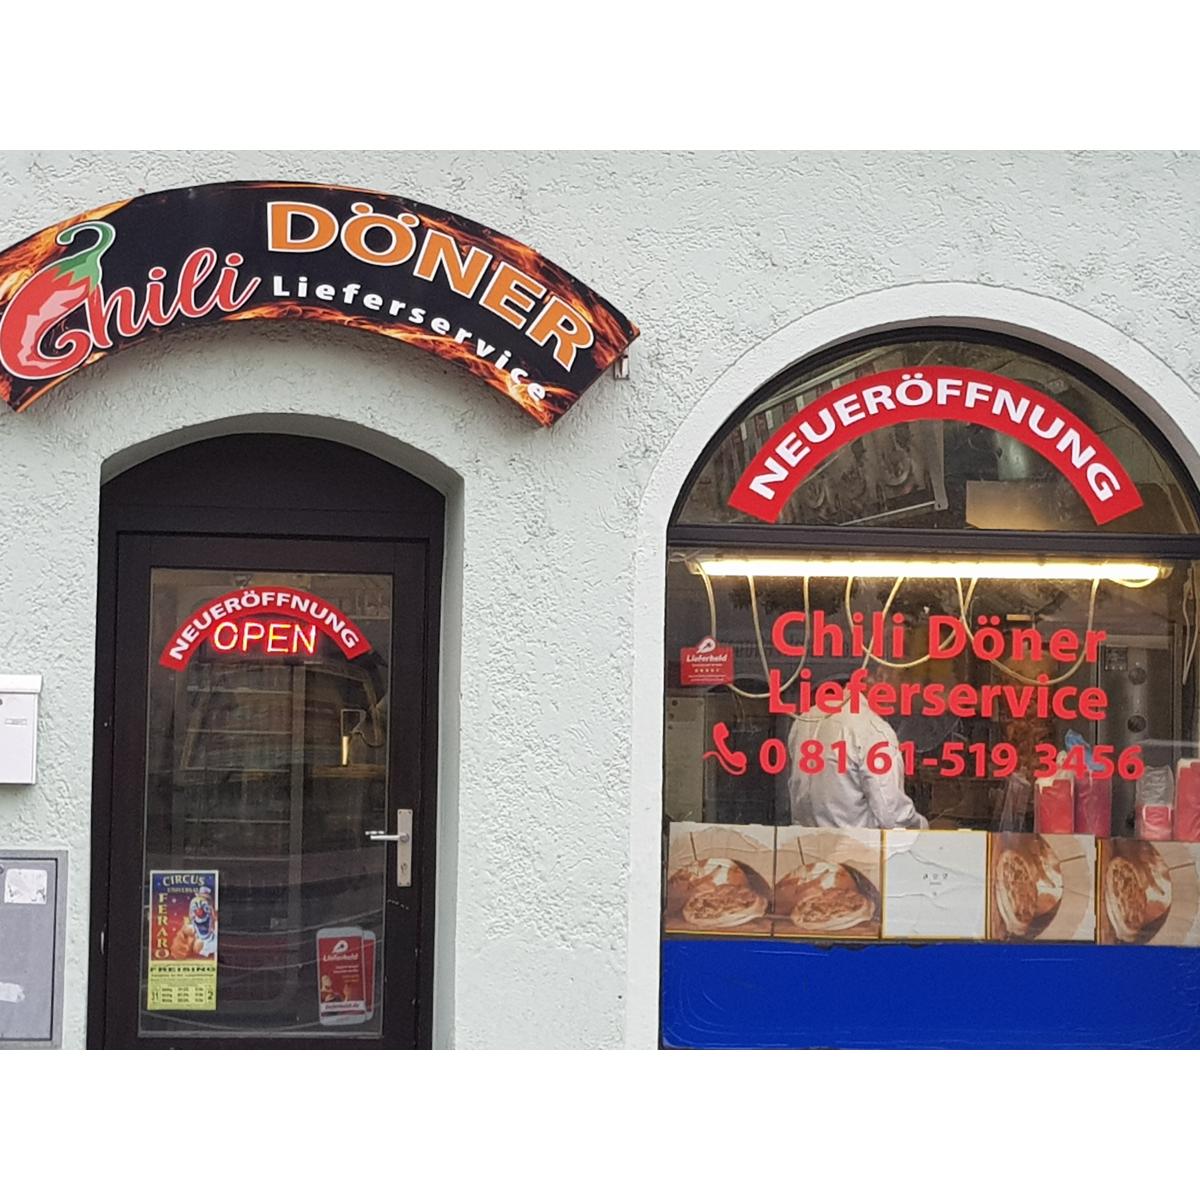 Chili DÖNER
Lieferservice
NEUERÖFFNUNG
OPEN
CIRCUS
UNIVERSAL
FERARO
FREISING
Lieferheld
NEUERÖFFNUNG
Lieferheld
Chili Döner
Lieferservice
0 81 61-519 3456